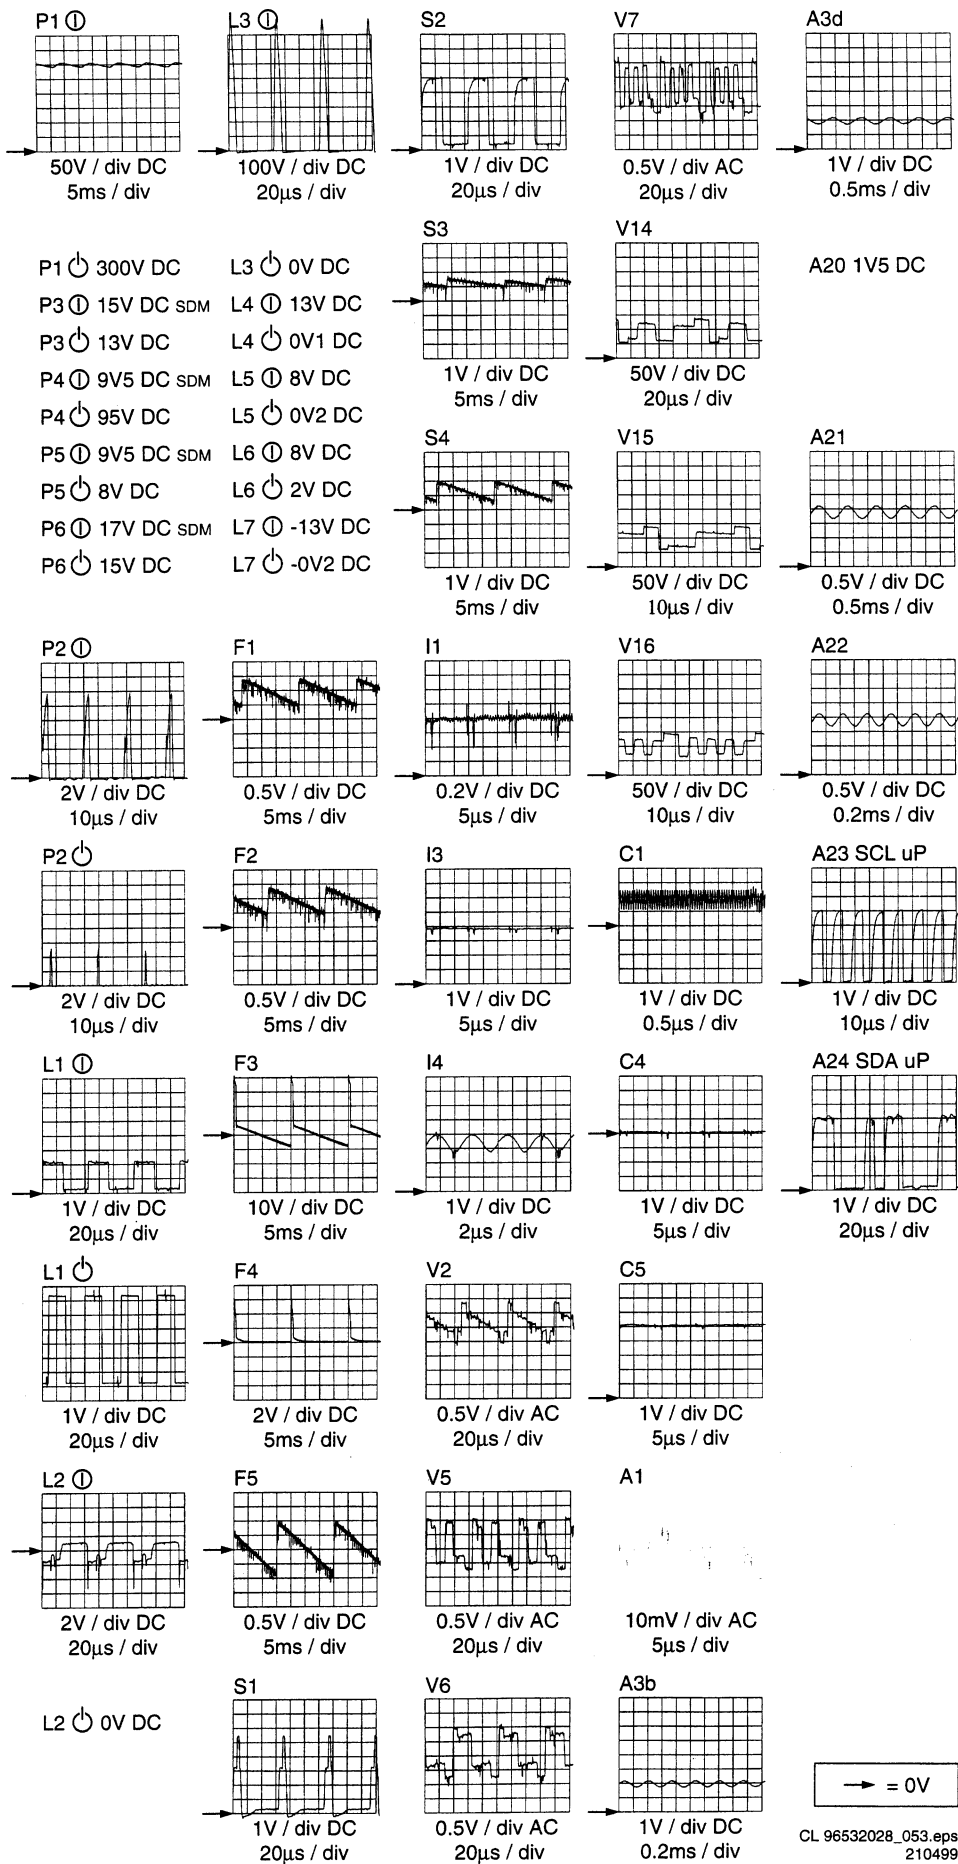 P1 ⏼
50V / div DC
5ms / div
L3 ⏼
100V / div DC
20µs / div
S2
1V / div DC
20µs / div
V7
0.5V / div AC
20µs / div
A3d
1V / div DC
0.5ms / div
P1 ⏻ 300V DC
P3 ⏼ 15V DC SDM
P3 ⏻ 13V DC
P4 ⏼ 9V5 DC SDM
P4 ⏻ 95V DC
P5 ⏼ 9V5 DC SDM
P5 ⏻ 8V DC
P6 ⏼ 17V DC SDM
P6 ⏻ 15V DC
L3 ⏻ 0V DC
L4 ⏼ 13V DC
L4 ⏻ 0V1 DC
L5 ⏼ 8V DC
L5 ⏻ 0V2 DC
L6 ⏼ 8V DC
L6 ⏻ 2V DC
L7 ⏼ -13V DC
L7 ⏻ -0V2 DC
S3
1V / div DC
5ms / div
V14
50V / div DC
20µs / div
A20 1V5 DC
S4
1V / div DC
5ms / div
V15
50V / div DC
10µs / div
A21
0.5V / div DC
0.5ms / div
P2 ⏼
2V / div DC
10µs / div
F1
0.5V / div DC
5ms / div
I1
0.2V / div DC
5µs / div
V16
50V / div DC
10µs / div
A22
0.5V / div DC
0.2ms / div
P2 ⏻
2V / div DC
10µs / div
F2
0.5V / div DC
5ms / div
I3
1V / div DC
5µs / div
C1
1V / div DC
0.5µs / div
A23 SCL uP
1V / div DC
10µs / div
L1 ⏼
1V / div DC
20µs / div
F3
10V / div DC
5ms / div
I4
1V / div DC
2µs / div
C4
1V / div DC
5µs / div
A24 SDA uP
1V / div DC
20µs / div
L1 ⏻
1V / div DC
20µs / div
F4
2V / div DC
5ms / div
V2
0.5V / div AC
20µs / div
C5
1V / div DC
5µs / div
L2 ⏼
2V / div DC
20µs / div
F5
0.5V / div DC
5ms / div
V5
0.5V / div AC
20µs / div
A1
10mV / div AC
5µs / div
L2 ⏻ 0V DC
S1
1V / div DC
20µs / div
V6
0.5V / div AC
20µs / div
A3b
1V / div DC
0.2ms / div
→ = 0V
CL 96532028_053.eps
210499